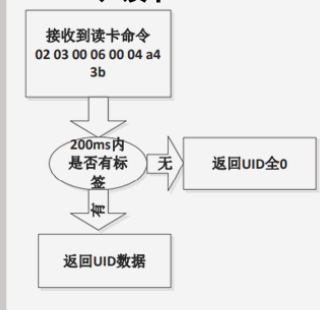 接收到读卡命令
02 03 00 06 00 04 a4
3b
200ms内
是否有标
签
无
返回UID全0
有
返回UID数据